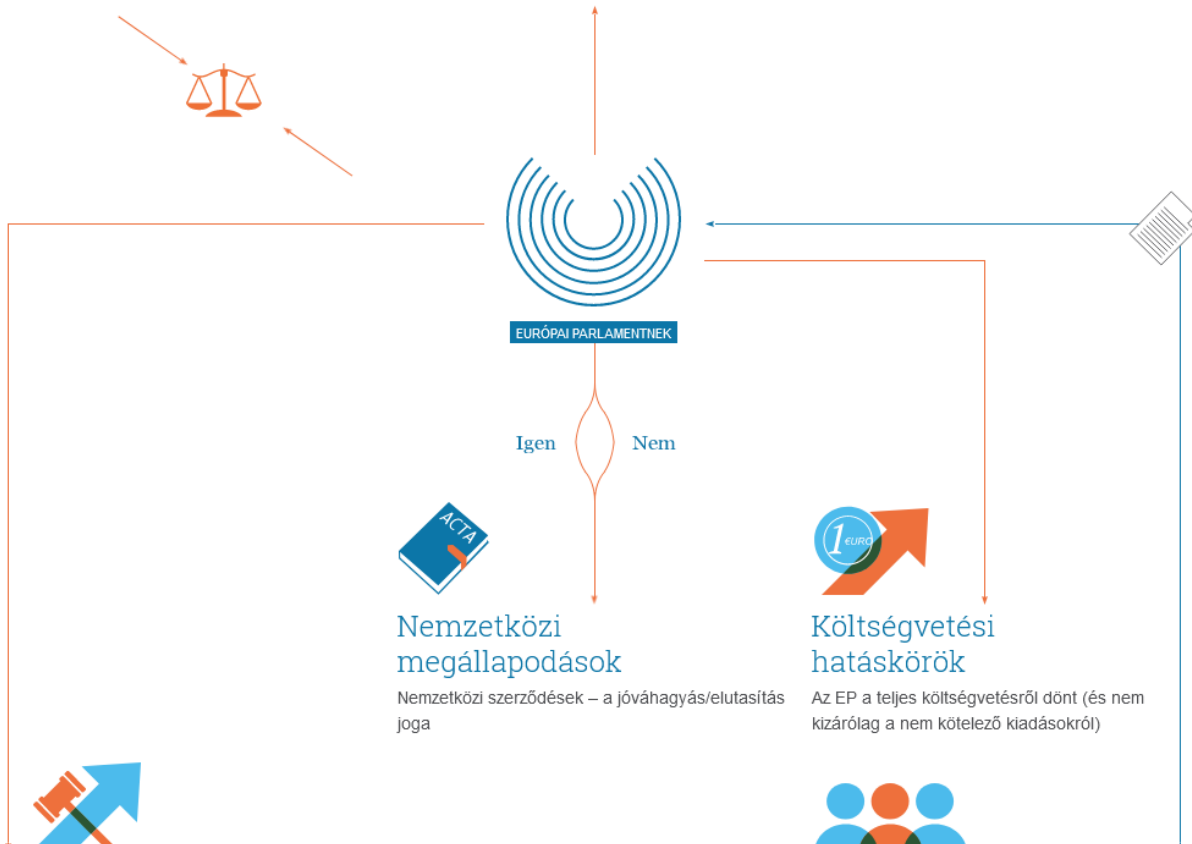 EURÓPAI PARLAMENTNEK
Igen
Nem
ACTA
Nemzetközi
megállapodások
Nemzetközi szerződések – a jóváhagyás/elutasítás
joga
1 €URO
Költségvetési
hatáskörök
Az EP a teljes költségvetésről dönt (és nem
kizárólag a nem kötelező kiadásokról)